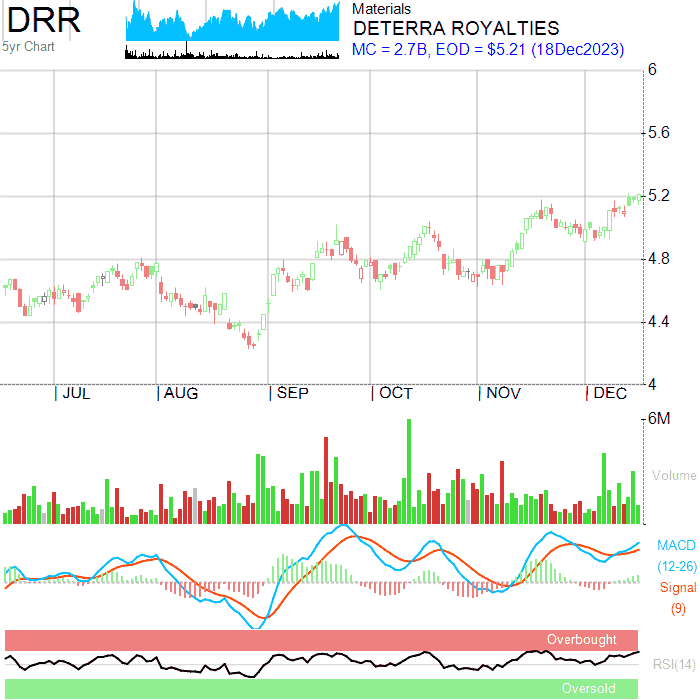 DRR
5yr Chart
Materials
DETERRA ROYALTIES
MC = 2.7B, EOD = $5.21 (18Dec2023)
6
5.6
5.2
4.8
4.4
4
JUL AUG SEP OCT NOV DEC
6M
Volume
MACD
(12-26)
Signal
(9)
Overbought
RSI(14)
Oversold